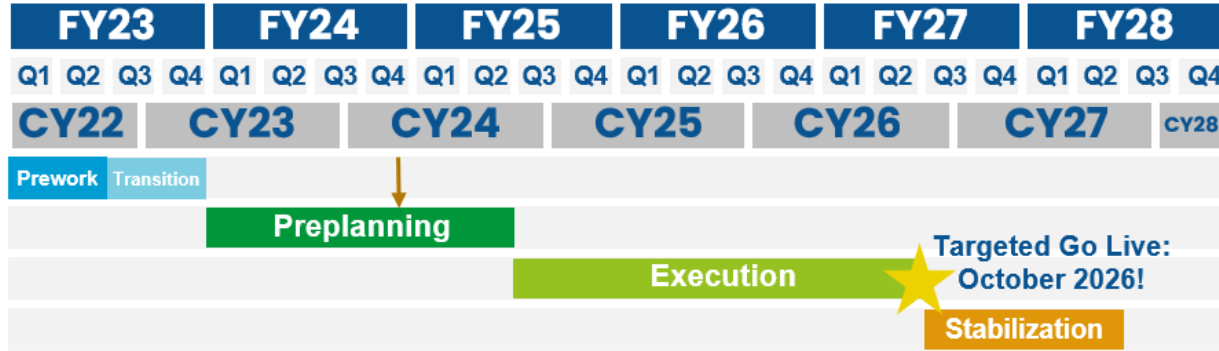 FY23 FY24 FY25 FY26 FY27 FY28
Q1 Q2 Q3 Q4 Q1 Q2 Q3 Q4 Q1 Q2 Q3 Q4 Q1 Q2 Q3 Q4 Q1 Q2 Q3 Q4 Q1 Q2 Q3 Q4
CY22 CY23 CY24 CY25 CY26 CY27 CY28
Prework Transition
Preplanning
Targeted Go Live:
October 2026!
Execution
Stabilization